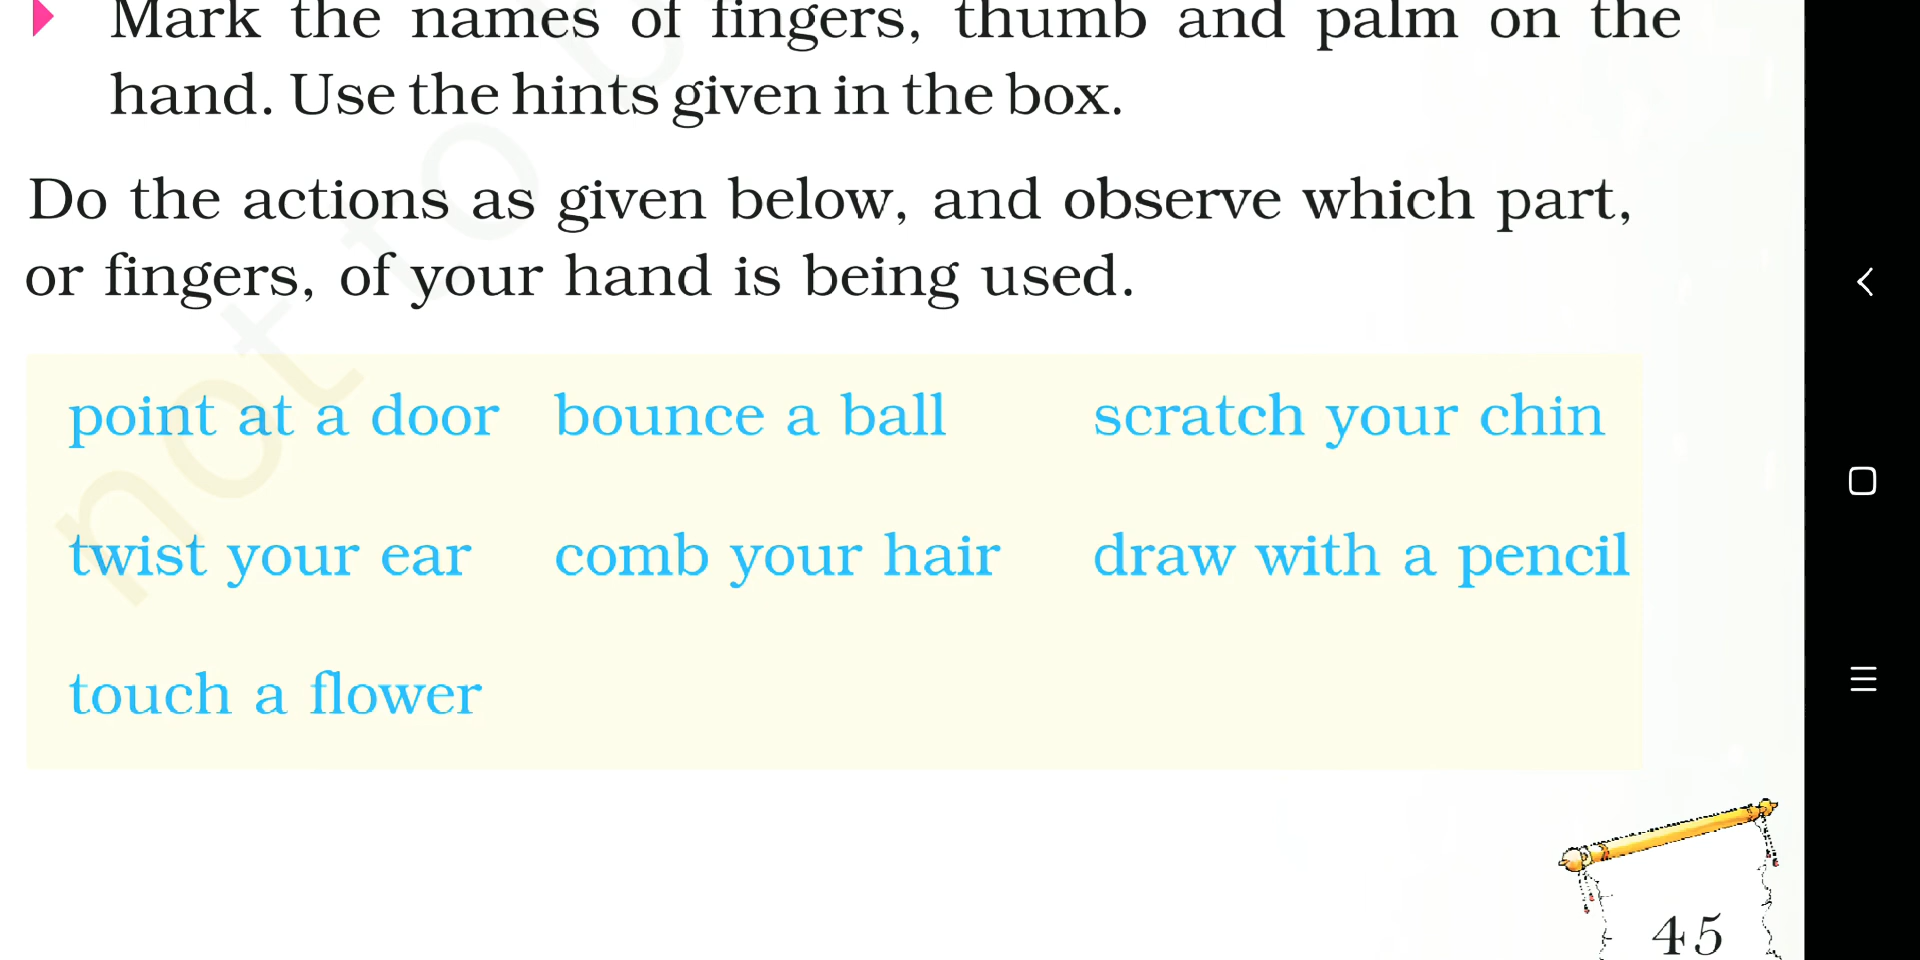 Mark the names of fingers, thumb and palm on the
hand. Use the hints given in the box.
Do the actions as given below, and observe which part,
or fingers, of your hand is being used.
point at a door bounce a ball scratch your chin
twist your ear comb your hair draw with a pencil
touch a flower
45
not to b